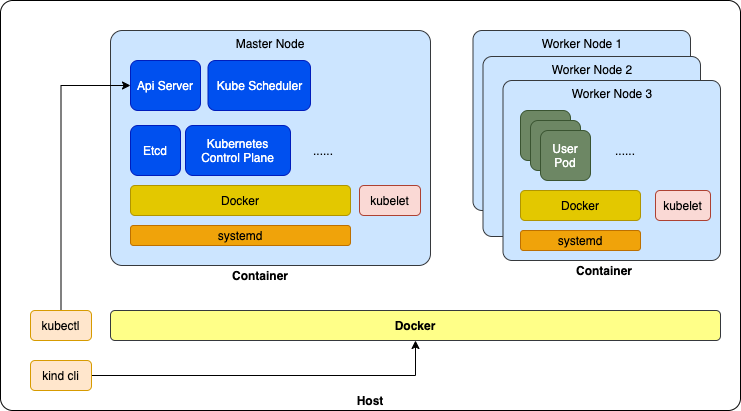 Master Node
Api Server
Kube Scheduler
Etcd
Kubernetes
Control Plane
......
Docker
kubelet
systemd
Container
Worker Node 1
Worker Node 2
Worker Node 3
User
Pod
......
Docker
kubelet
systemd
Container
kubectl
Docker
kind cli
Host